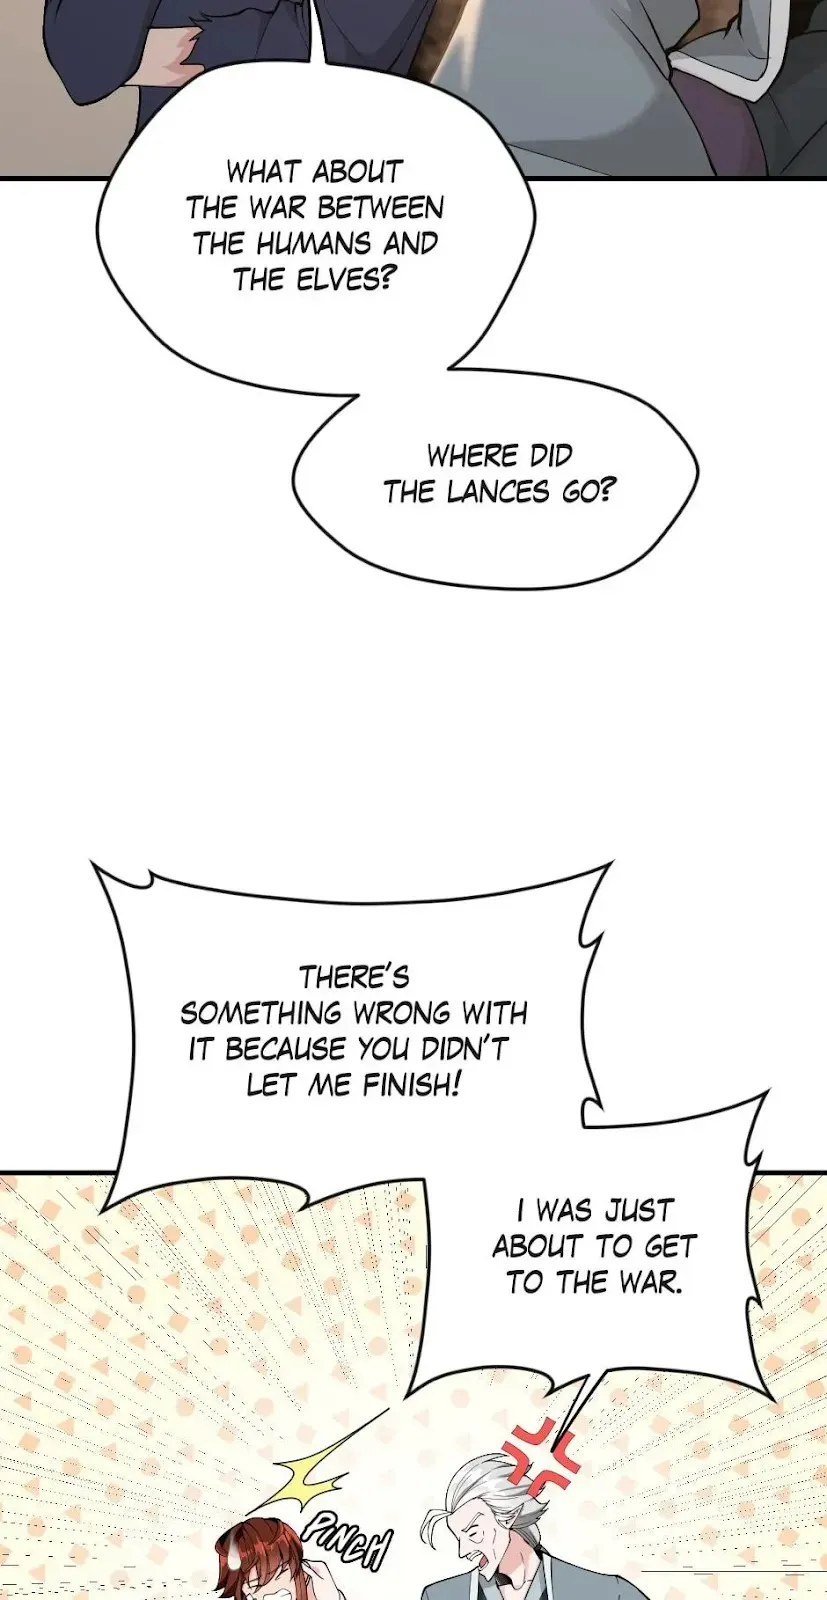 WHAT ABOUT
THE WAR BETWEEN
THE HUMANS AND
THE ELVES?
WHERE DID
THE LANCES GO?
THERE'S
SOMETHING WRONG WITH
IT BECAUSE YOU DIDN'T
LET ME FINISH!
I WAS JUST
ABOUT TO GET
TO THE WAR.
PINCH